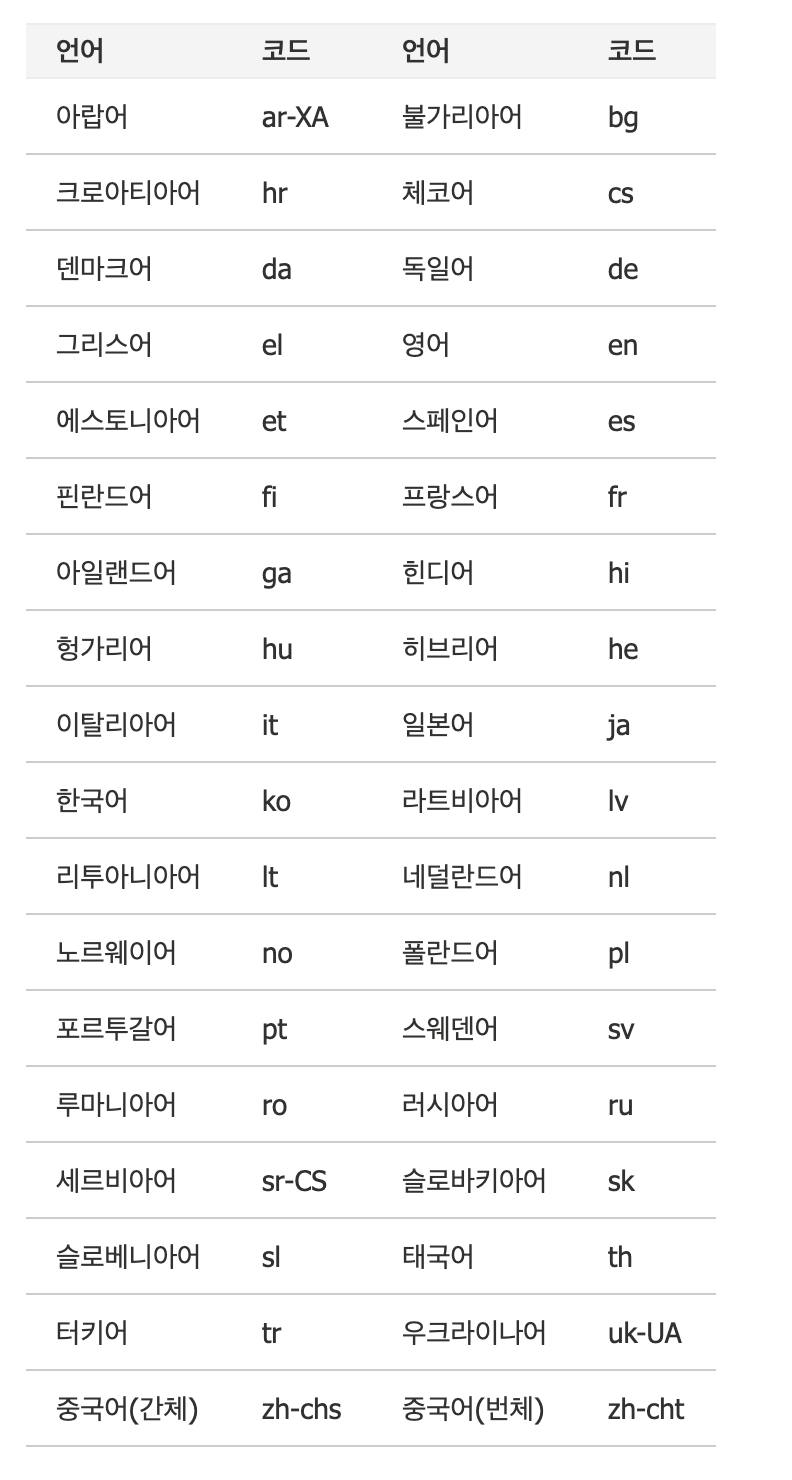 언어 코드 언어 코드
아랍어 ar-XA 불가리아어 bg
크로아티아어 hr 체코어 cs
덴마크어 da 독일어 de
그리스어 el 영어 en
에스토니아어 et 스페인어 es
핀란드어 fi 프랑스어 fr
아일랜드어 ga 힌디어 hi
헝가리어 hu 히브리어 he
이탈리아어 it 일본어 ja
한국어 ko 라트비아어 lv
리투아니아어 lt 네덜란드어 nl
노르웨이어 no 폴란드어 pl
포르투갈어 pt 스웨덴어 sv
루마니아어 ro 러시아어 ru
세르비아어 sr-CS 슬로바키아어 sk
슬로베니아어 sl 태국어 th
터키어 tr 우크라이나어 uk-UA
중국어(간체) zh-chs 중국어(번체) zh-cht